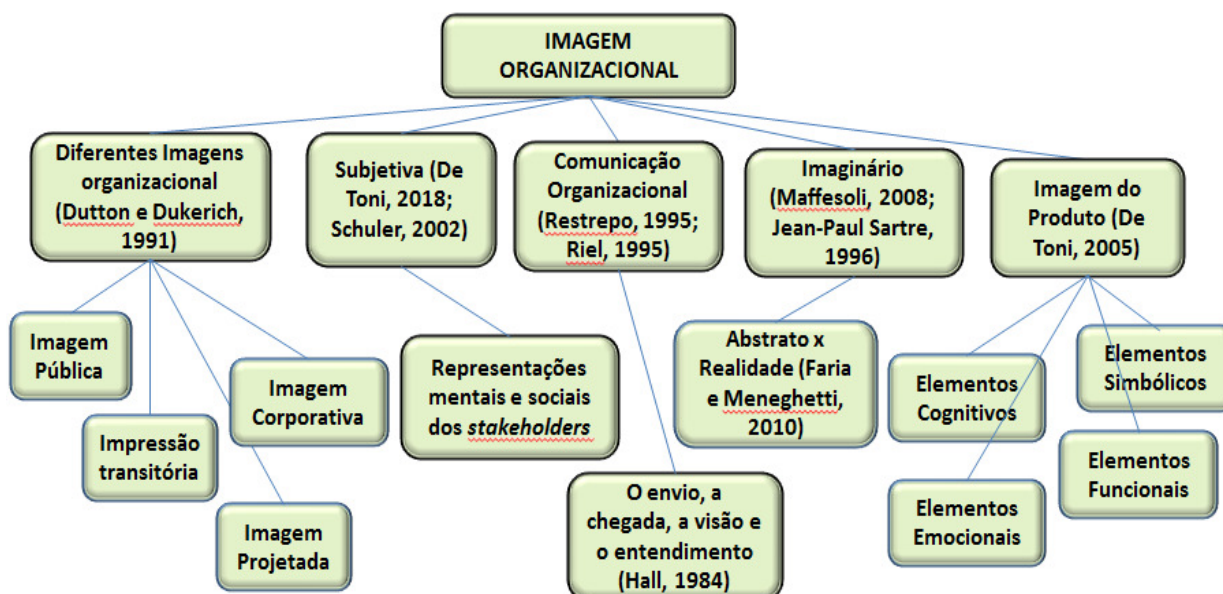 IMAGEM
ORGANIZACIONAL
Diferentes Imagens
organizacional
(Dutton e Dukerich,
1991)
Subjetiva (De
Toni, 2018;
Schuler, 2002)
Comunicação
Organizacional
(Restrepo, 1995;
Riel, 1995)
Imaginário
(Maffesoli, 2008;
Jean-Paul Sartre,
1996)
Imagem do
Produto (De
Toni, 2005)
Imagem
Pública
Impressão
transitória
Imagem
Projetada
Imagem
Corporativa
Representações
mentais e sociais
dos stakeholders
O envio, a
chegada, a visão e
o entendimento
(Hall, 1984)
Abstrato x
Realidade (Faria
e Meneghetti,
2010)
Elementos
Cognitivos
Elementos
Emocionais
Elementos
Funcionais
Elementos
Simbólicos